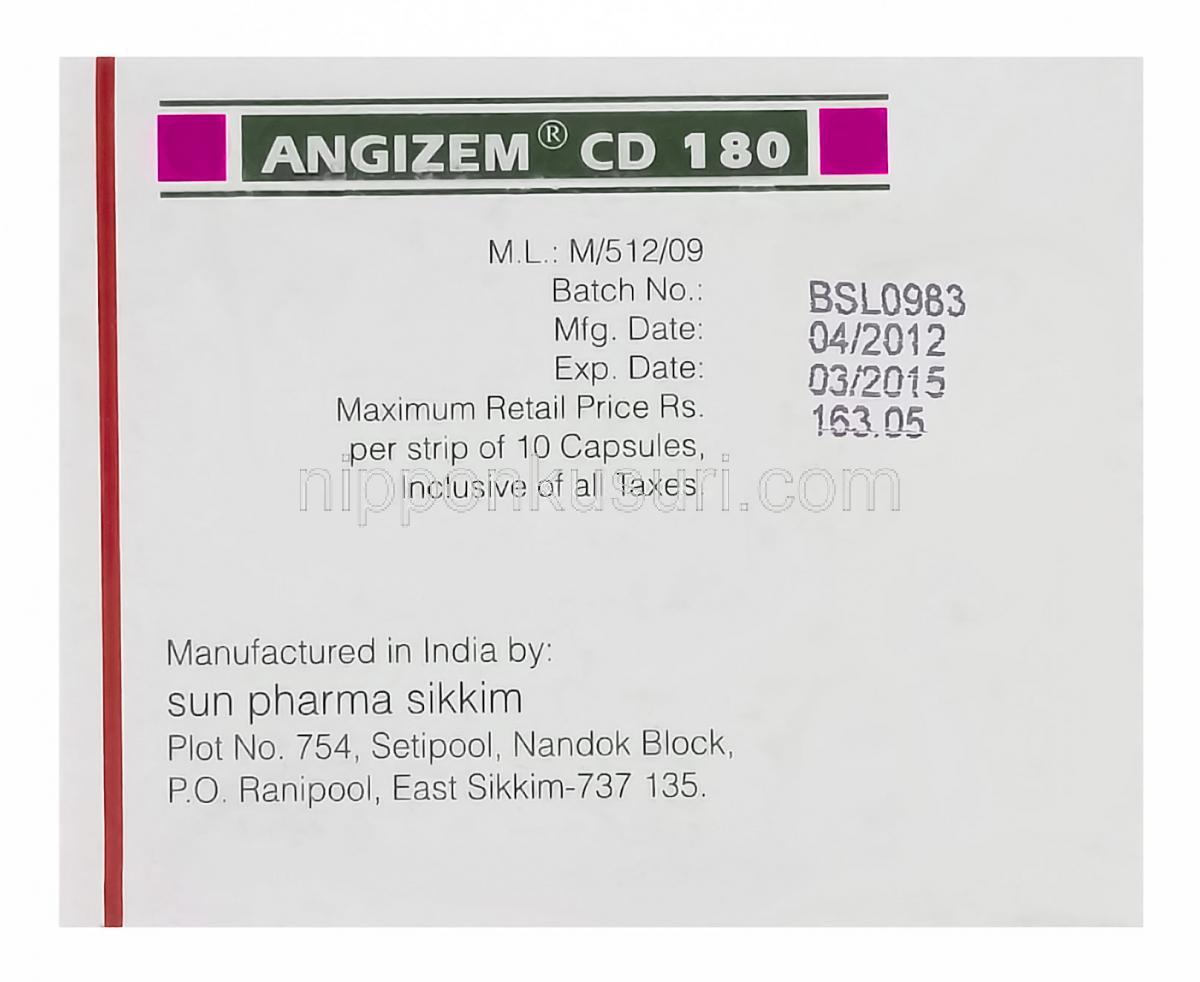 ANGIZEM® CD 180
M.L.: M/512/09
Batch No.: BSL0983
Mfg. Date: 04/2012
Exp. Date: 03/2015
Maximum Retail Price Rs. 163.05
per strip of 10 Capsules,
Inclusive of all Taxes.
nipponkusuri.com
Manufactured in India by:
sun pharma sikkim
Plot No. 754, Setipool, Nandok Block,
P.O. Ranipool, East Sikkim-737 135.